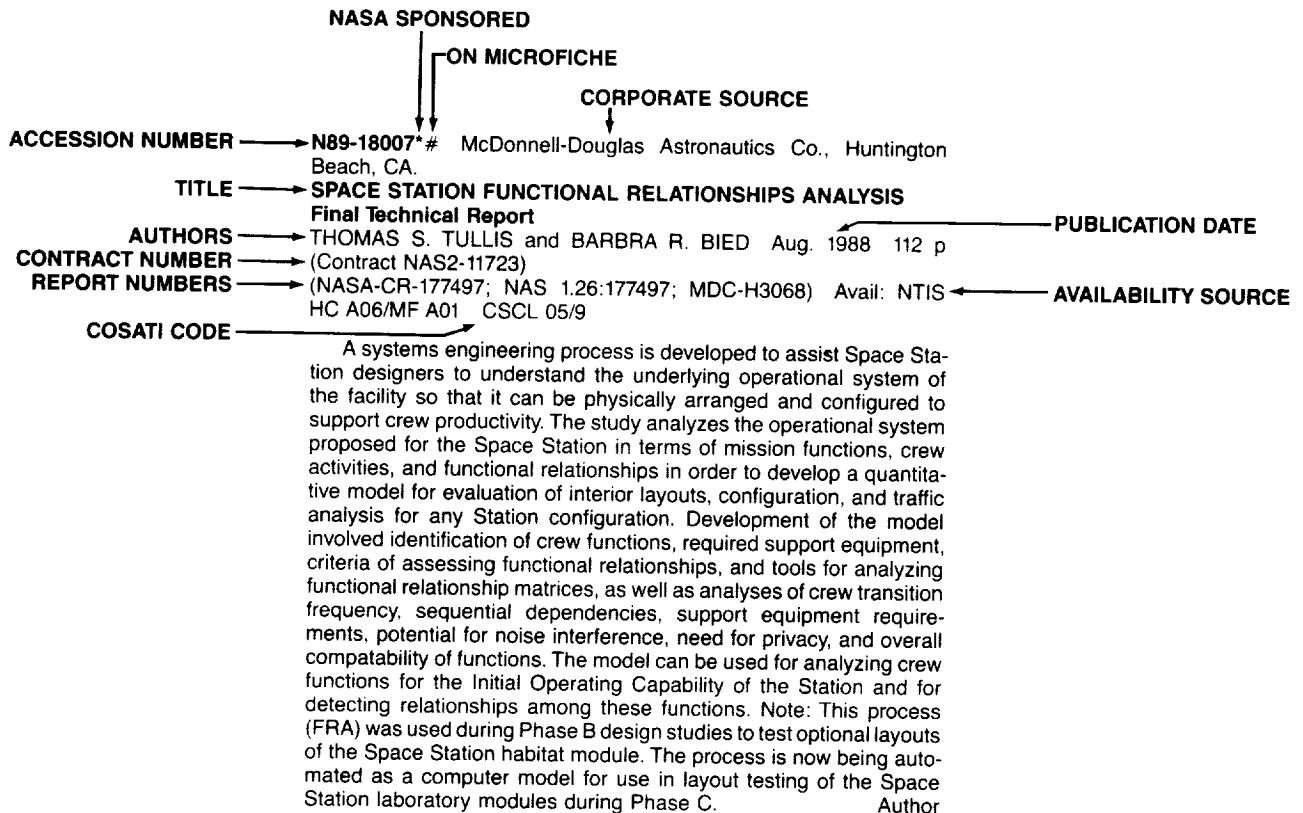 NASA SPONSORED
ON MICROFICHE
CORPORATE SOURCE
ACCESSION NUMBER N89-18007*# McDonnell-Douglas Astronautics Co., Huntington
Beach, CA.
TITLE SPACE STATION FUNCTIONAL RELATIONSHIPS ANALYSIS
Final Technical Report
PUBLICATION DATE
AUTHORS THOMAS S. TULLIS and BARBRA R. BIED Aug. 1988 112 p
CONTRACT NUMBER (Contract NAS2-11723)
REPORT NUMBERS (NASA-CR-177497; NAS 1.26:177497; MDC-H3068) Avail: NTIS AVAILABILITY SOURCE
HC A06/MF A01 CSCL 05/9
COSATI CODE
A systems engineering process is developed to assist Space Sta-
tion designers to understand the underlying operational system of
the facility so that it can be physically arranged and configured to
support crew productivity. The study analyzes the operational system
proposed for the Space Station in terms of mission functions, crew
activities, and functional relationships in order to develop a quantita-
tive model for evaluation of interior layouts, configuration, and traffic
analysis for any Station configuration. Development of the model
involved identification of crew functions, required support equipment,
criteria of assessing functional relationships, and tools for analyzing
functional relationship matrices, as well as analyses of crew transition
frequency, sequential dependencies, support equipment require-
ments, potential for noise interference, need for privacy, and overall
compatability of functions. The model can be used for analyzing crew
functions for the Initial Operating Capability of the Station and for
detecting relationships among these functions. Note: This process
(FRA) was used during Phase B design studies to test optional layouts
of the Space Station habitat module. The process is now being auto-
mated as a computer model for use in layout testing of the Space
Station laboratory modules during Phase C. Author